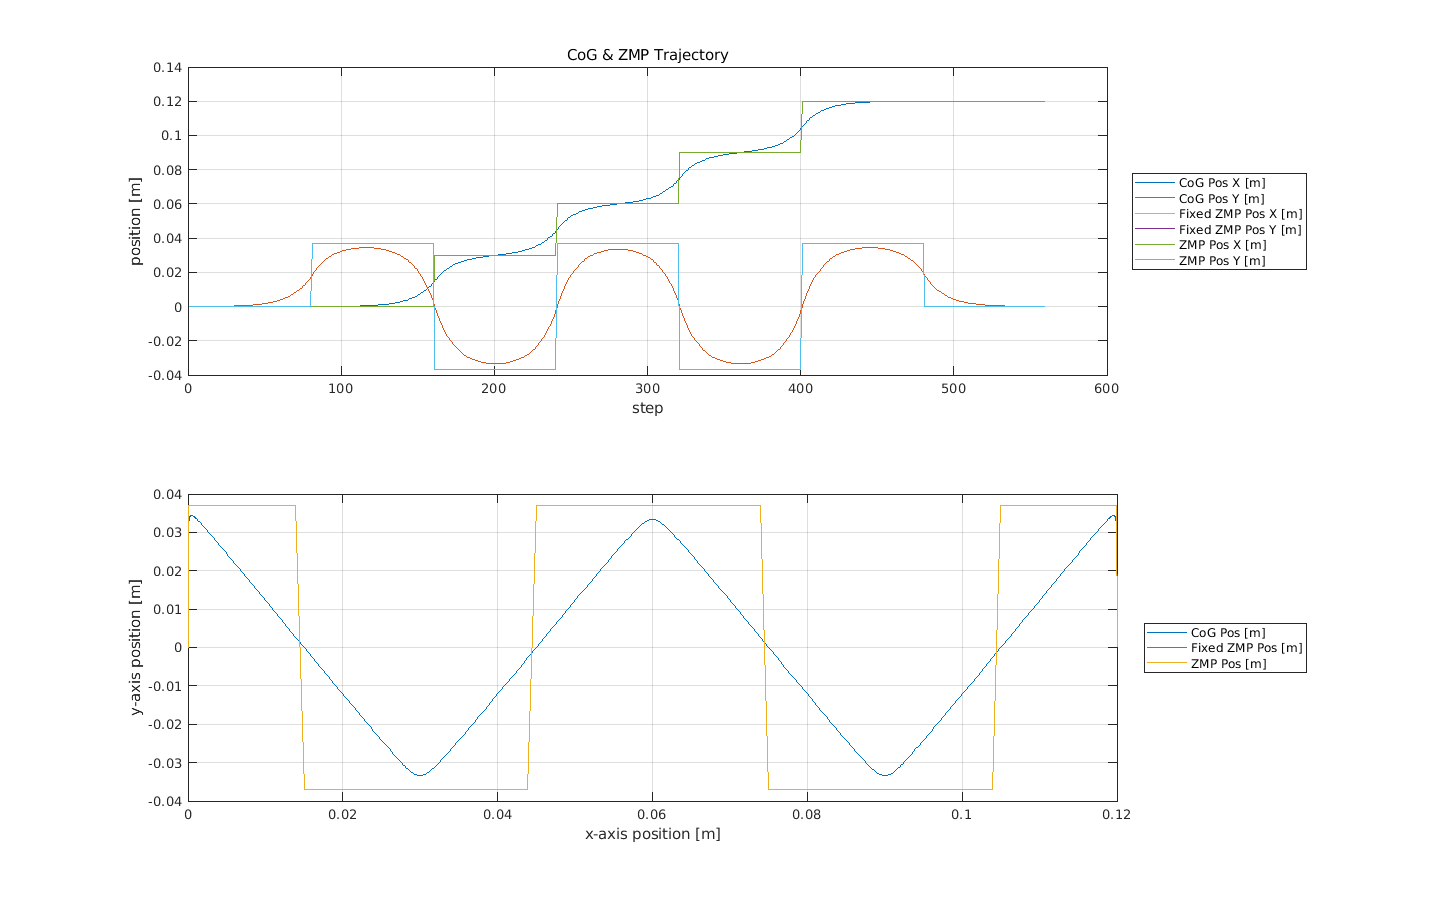 CoG & ZMP Trajectory
0.14
0.12
0.1
0.08
0.06
0.04
0.02
0
-0.02
-0.04
position [m]
0 100 200 300 400 500 600
step
CoG Pos X [m]
CoG Pos Y [m]
Fixed ZMP Pos X [m]
Fixed ZMP Pos Y [m]
ZMP Pos X [m]
ZMP Pos Y [m]
0.04
0.03
0.02
0.01
0
-0.01
-0.02
-0.03
-0.04
y-axis position [m]
0 0.02 0.04 0.06 0.08 0.1 0.12
x-axis position [m]
CoG Pos [m]
Fixed ZMP Pos [m]
ZMP Pos [m]